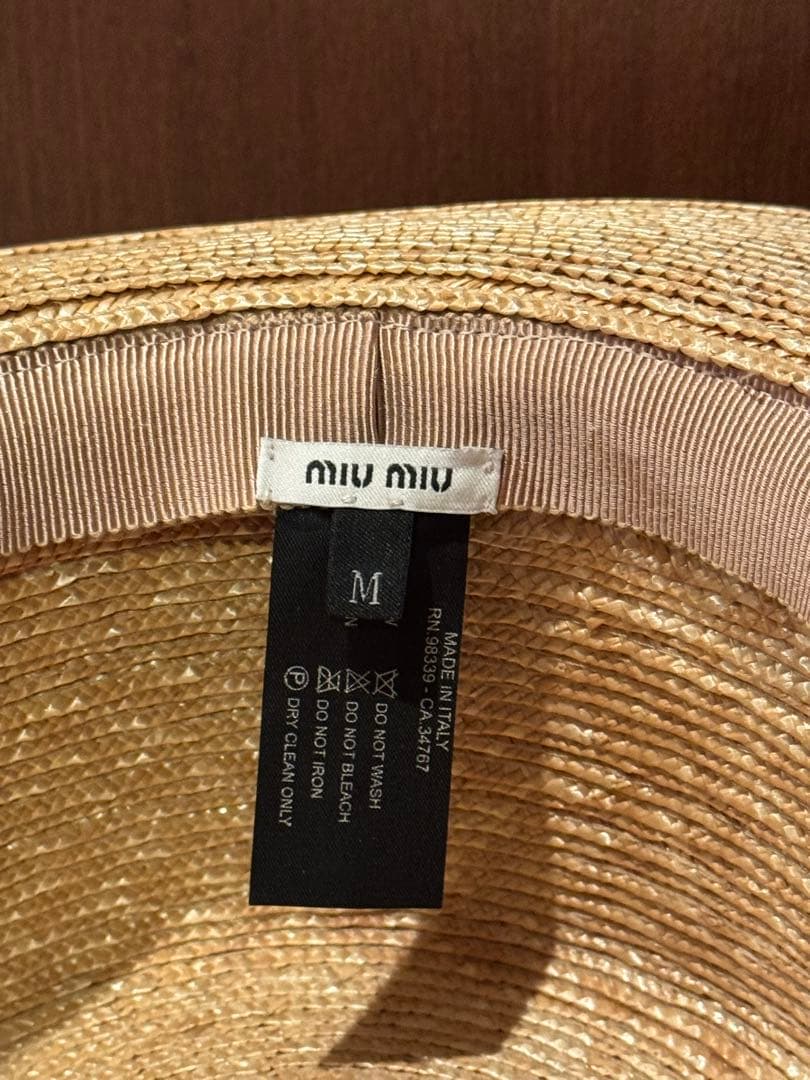 miu miu
M
MADE IN ITALY
RN.98339 - CA.34767
DO NOT WASH
DO NOT BLEACH
DO NOT IRON
Ⓟ DRY CLEAN ONLY